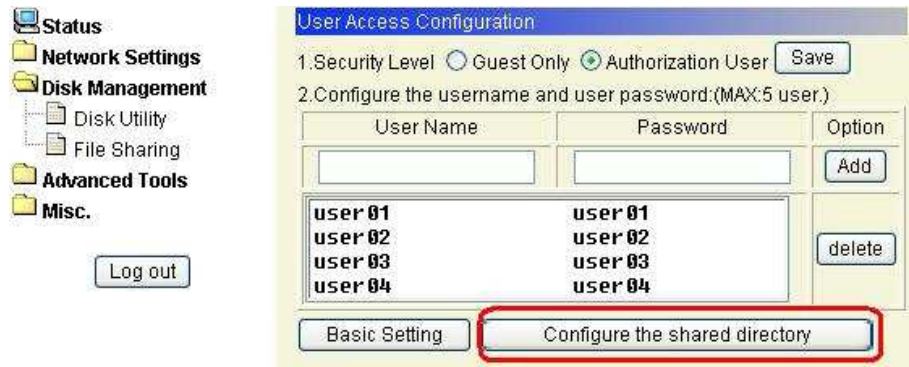 Status
Network Settings
Disk Management
Disk Utility
File Sharing
Advanced Tools
Misc.
Log out
User Access Configuration
1.Security Level Guest Only Authorization User Save
2.Configure the username and user password:(MAX:5 user.)
User Name Password Option
Add
user01 user01
user02 user02
user03 user03
user04 user04
delete
Basic Setting Configure the shared directory